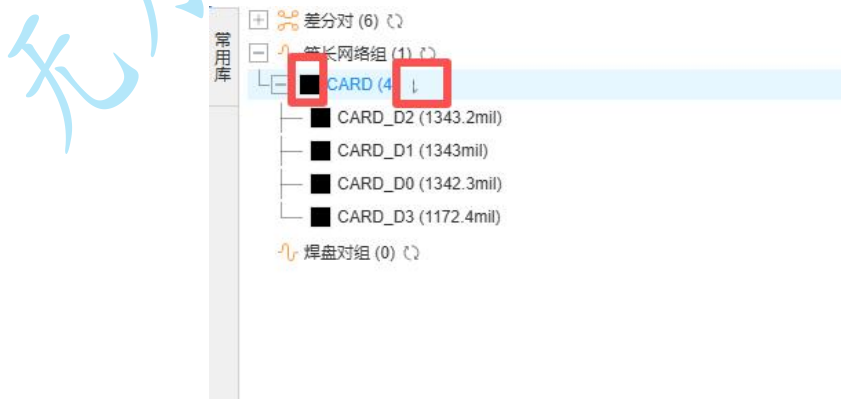 常用库
差分对 (6)
等长网络组 (1)
CARD (4
CARD_D2 (1343.2mil)
CARD_D1 (1343mil)
CARD_D0 (1342.3mil)
CARD_D3 (1172.4mil)
焊盘对组 (0)